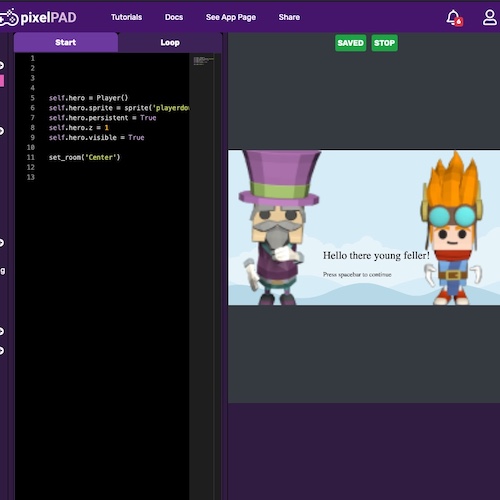 pixelPAD
Tutorials
Docs
See App Page
Share
6
Start
Loop
SAVED
STOP
1
2
3
4
5 self.hero = Player()
6 self.hero.sprite = sprite('playerdow
7 self.hero.persistent = True
8 self.hero.z = 1
9 self.hero.visible = True
10
11 set_room('Center')
12
13
g
Hello there young feller!
Press spacebar to continue